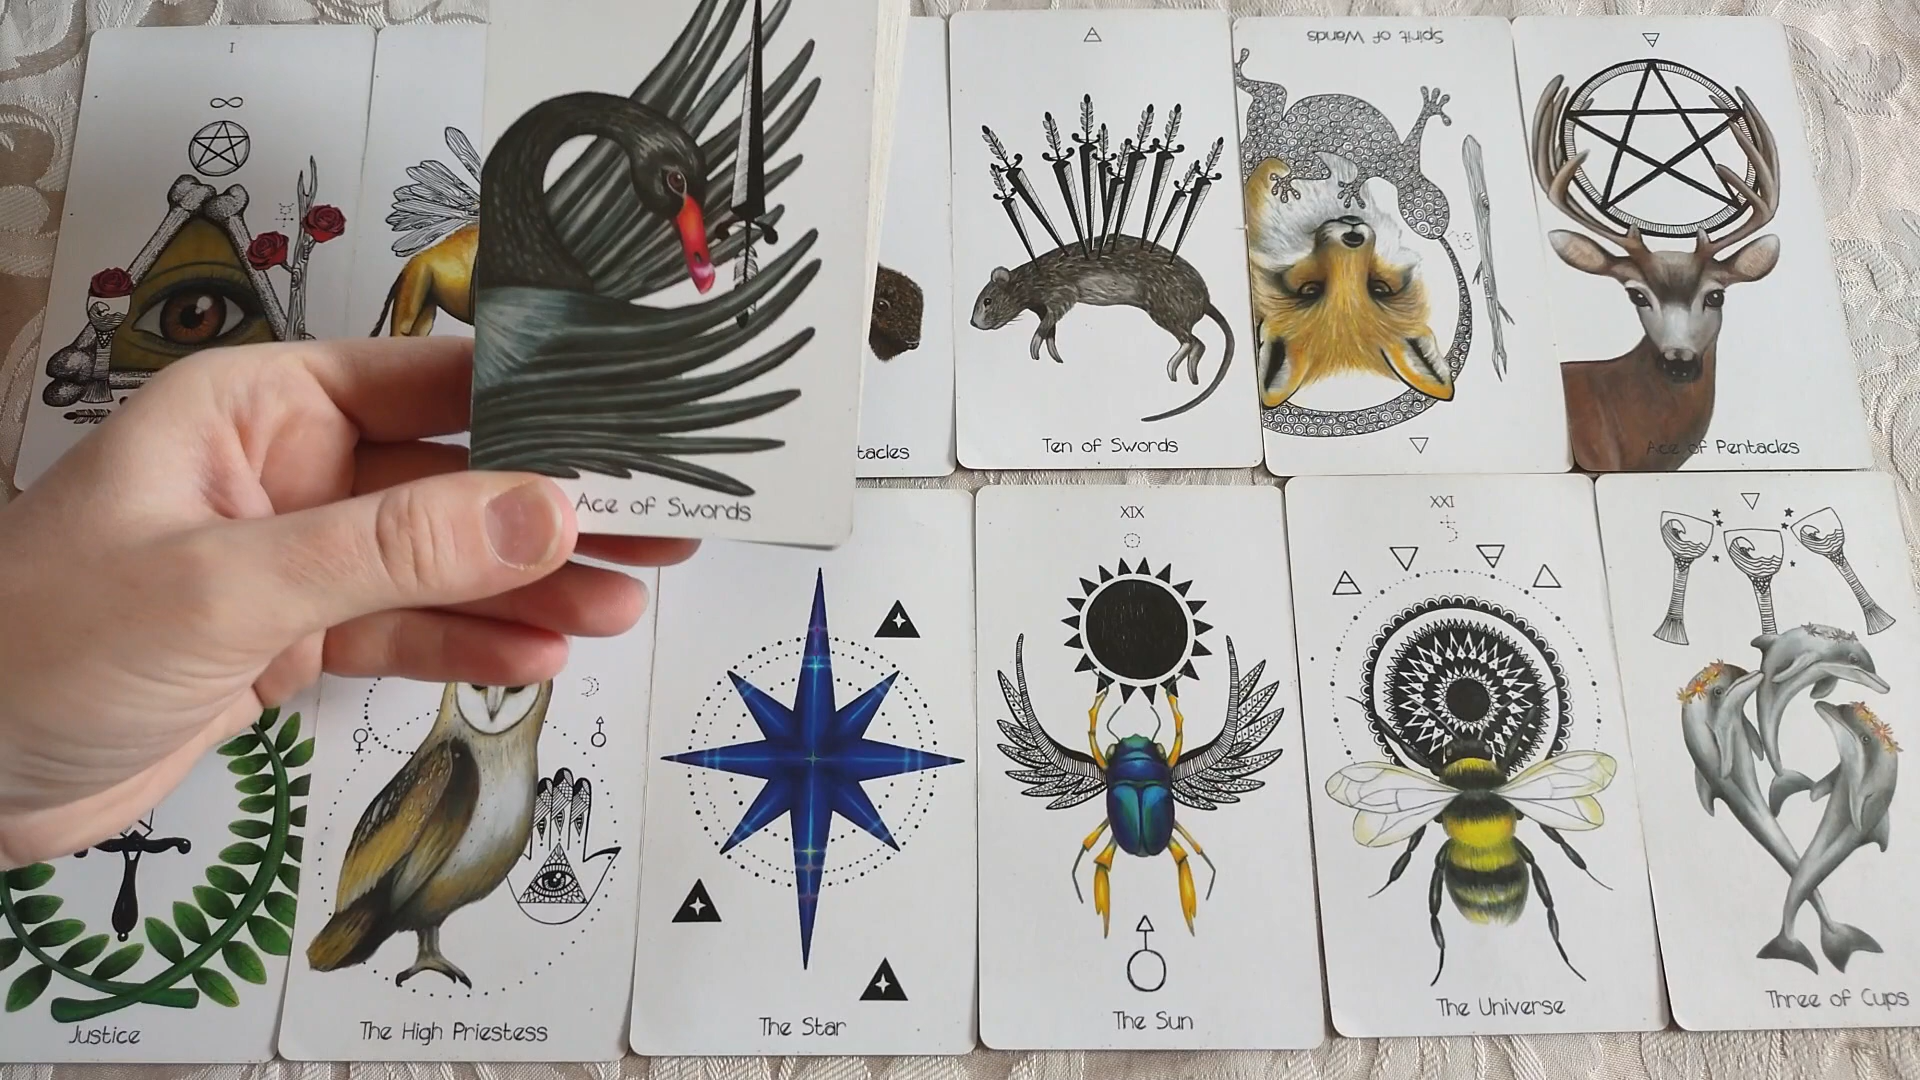 I
Ace of Swords
tacles
Ten of Swords
Spirit of Wands
Ace of Pentacles
XIX
XXI
Justice
The High Priestess
The Star
The Sun
The Universe
Three of Cups